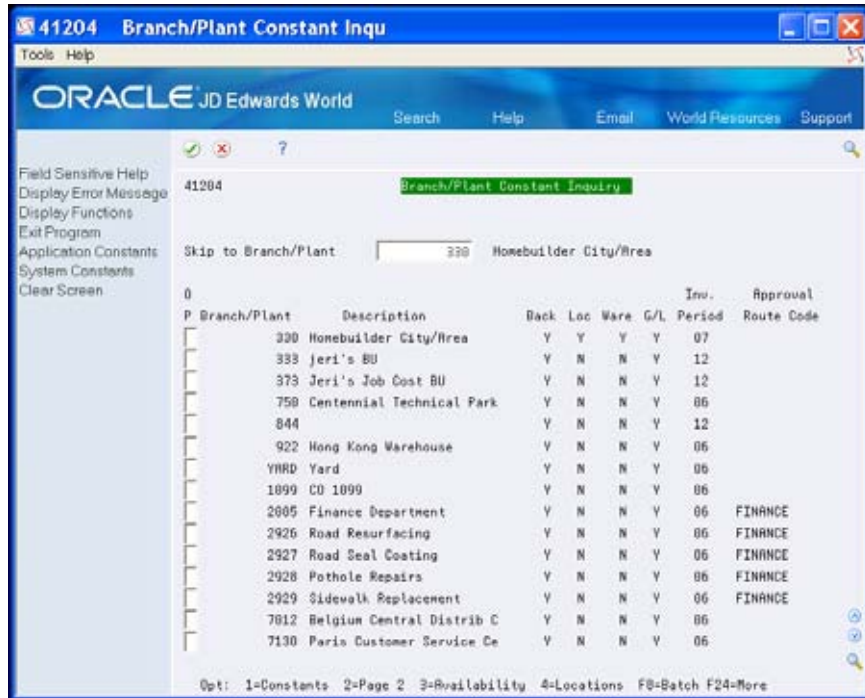 41204 Branch/Plant Constant Inqu
Tools Help
ORACLE JD Edwards World
Search Help Email World Resources Support
?
Field Sensitive Help
Display Error Message
Display Functions
Exit Program
Application Constants
System Constants
Clear Screen
41204 Branch/Plant Constant Inquiry
Skip to Branch/Plant 330 Homebuilder City/Area
O Inv. Approval
P Branch/Plant Description Back Loc Ware G/L Period Route Code
330 Homebuilder City/Area Y Y Y Y 07
333 jeri's BU Y N N Y 12
373 Jeri's Job Cost BU Y N N Y 12
750 Centennial Technical Park Y N N Y 06
844 Y N N Y 12
922 Hong Kong Warehouse Y N N Y 06
YARD Yard Y N N Y 06
1099 CO 1099 Y N N Y 06
2005 Finance Department Y N N Y 06 FINANCE
2926 Road Resurfacing Y N N Y 06 FINANCE
2927 Road Seal Coating Y N N Y 06 FINANCE
2928 Pothole Repairs Y N N Y 06 FINANCE
2929 Sidewalk Replacement Y N N Y 06 FINANCE
7012 Belgium Central Distrib C Y N N Y 06
7130 Paris Customer Service Ce Y N N Y 06
Opt: 1=Constants 2=Page 2 3=Availability 4=Locations F8=Batch F24=More